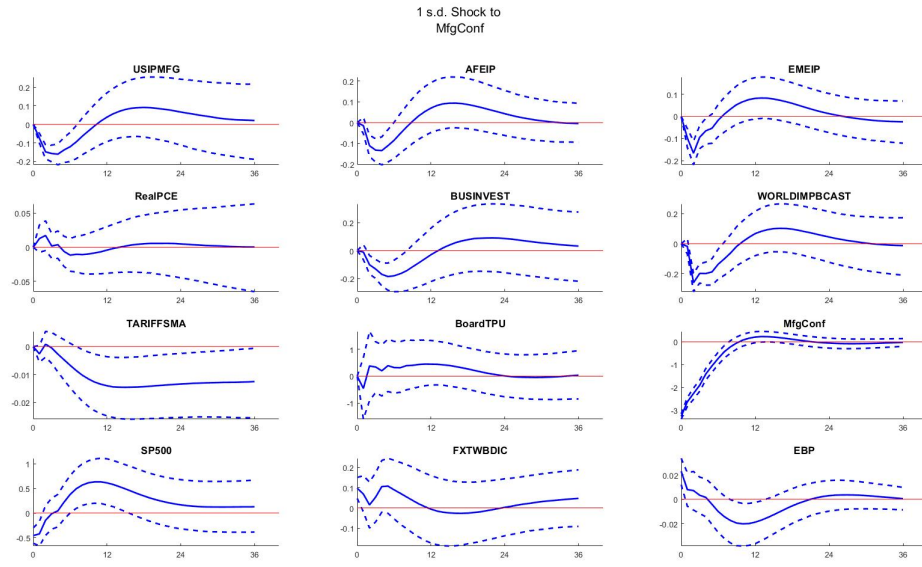 1 s.d. Shock to
MfgConf
USIPMFG
AFEIP
EMEIP
0.2
0.1
0
-0.1
-0.2
0 12 24 36
0.2
0.1
0
-0.1
-0.2
0 12 24 36
0.1
0
-0.1
-0.2
0 12 24 36
RealPCE
BUSINVEST
WORLDIMPBCAST
0.05
0
-0.05
0 12 24 36
0.2
0
-0.2
0 12 24 36
0.2
0
-0.2
0 12 24 36
TARIFFSMA
BoardTPU
MfgConf
0
-0.01
-0.02
0 12 24 36
1
0
-1
0 12 24 36
0
-1
-2
-3
0 12 24 36
SP500
FXTWBDIC
EBP
1
0.5
0
-0.5
0 12 24 36
0.2
0.1
0
-0.1
0 12 24 36
0.02
0
-0.02
0 12 24 36